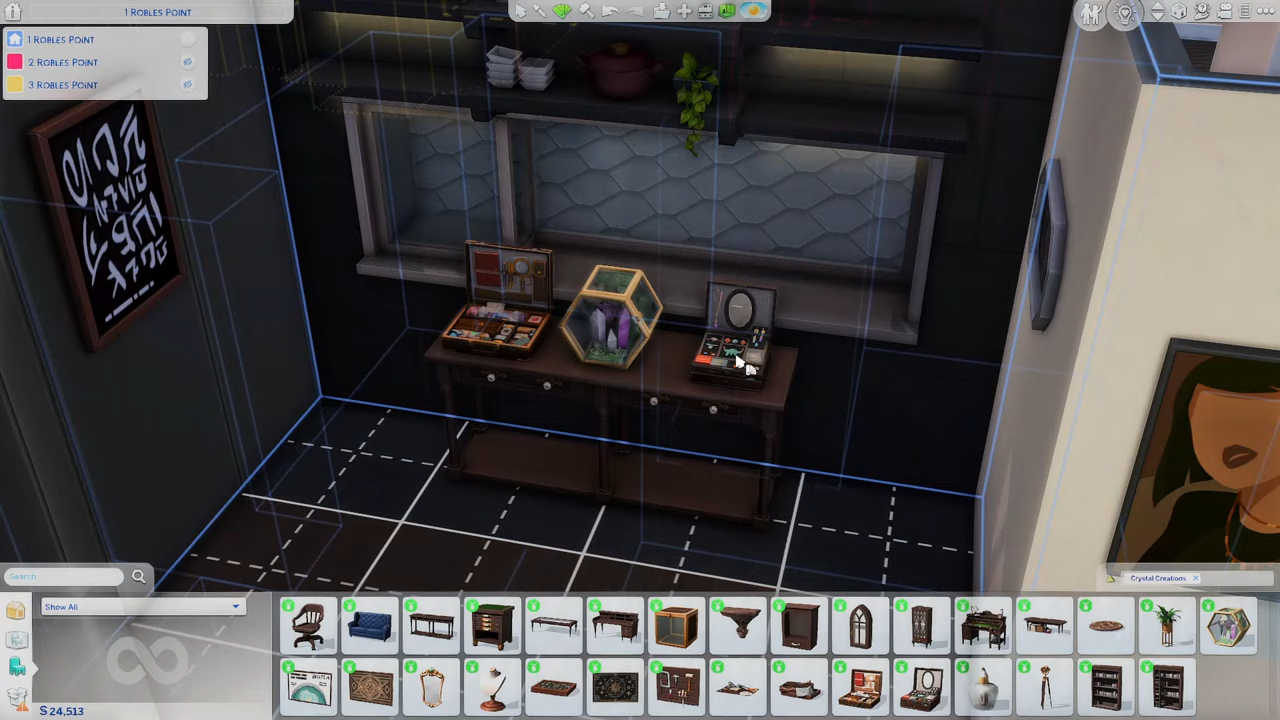 1 Robles Point
1 Robles Point
2 Robles Point
3 Robles Point
Search
Crystal Creations
Show All
$24,513